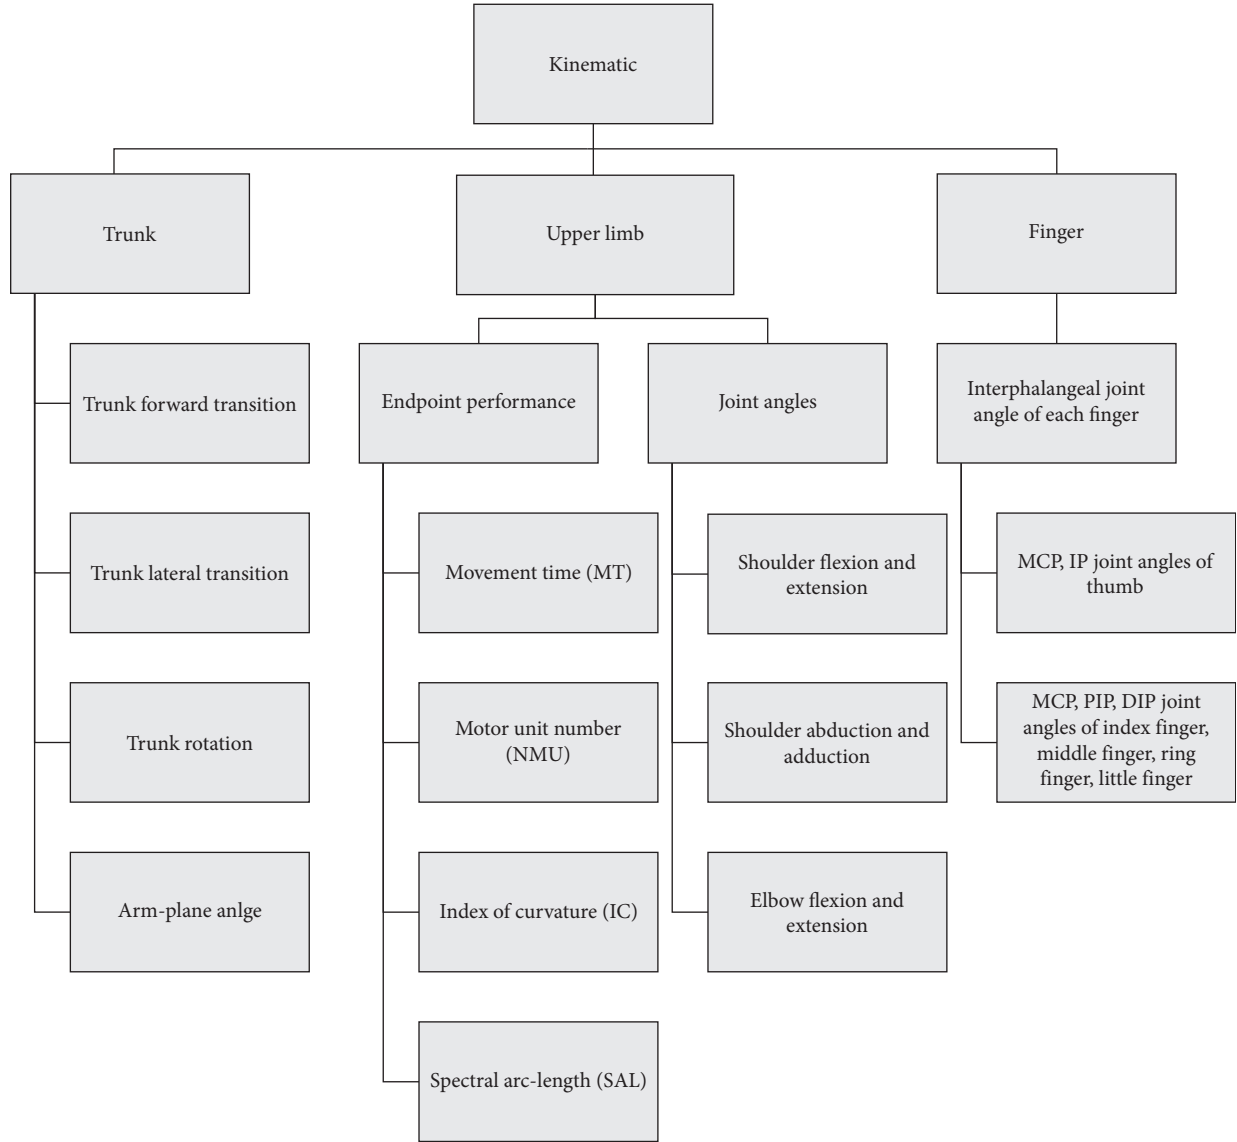 Kinematic
Trunk
Upper limb
Finger
Trunk forward transition
Endpoint performance
Joint angles
Interphalangeal joint
angle of each finger
Trunk lateral transition
Movement time (MT)
Shoulder flexion and
extension
MCP, IP joint angles of
thumb
Trunk rotation
Motor unit number
(NMU)
Shoulder abduction and
adduction
MCP, PIP, DIP joint
angles of index finger,
middle finger, ring
finger, little finger
Arm-plane anlge
Index of curvature (IC)
Elbow flexion and
extension
Spectral arc-length (SAL)